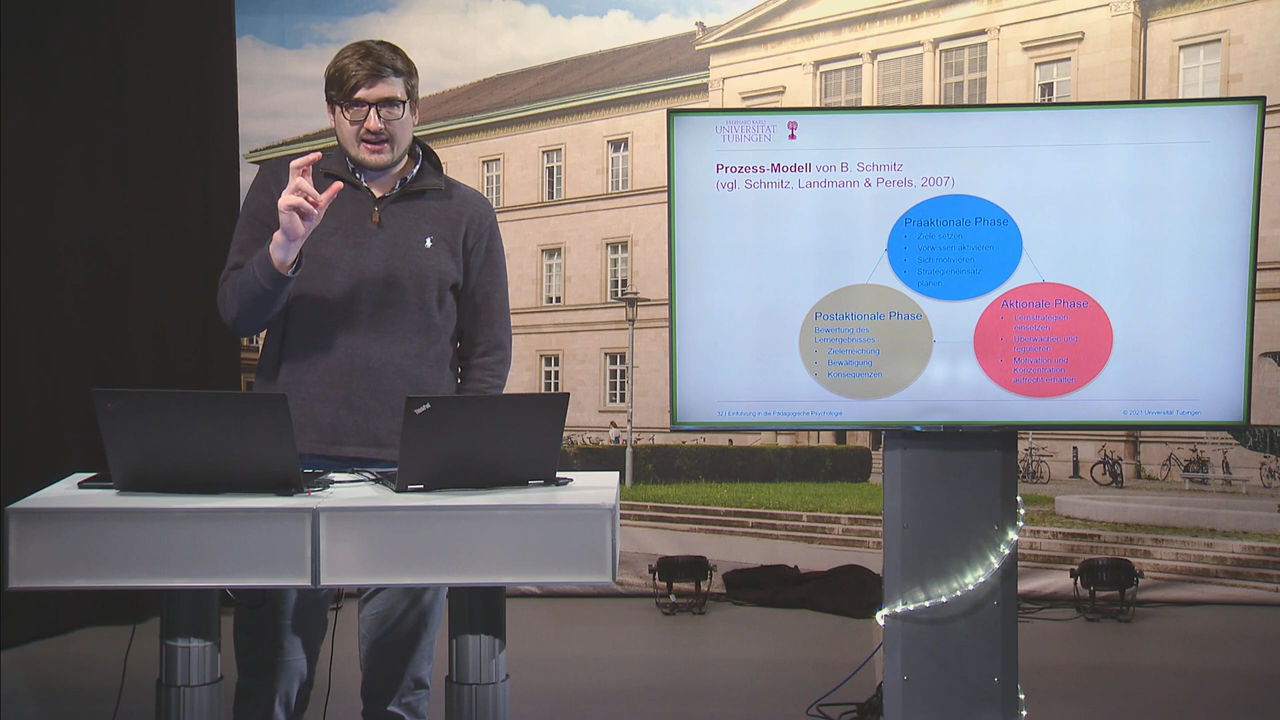 EBERHARD KARLS
UNIVERSITÄT
TÜBINGEN
Prozess-Modell von B. Schmitz
(vgl. Schmitz, Landmann & Perels, 2007)
Präaktionale Phase
• Ziele setzen
• Vorwissen aktivieren
• Sich motivieren
• Strategieneinsatz
planen
Aktionale Phase
• Lernstrategien
einsetzen
• Überwachen und
regulieren
• Motivation und
Konzentration
aufrecht erhalten
Postaktionale Phase
Bewertung des
Lernergebnisses
• Zielerreichung
• Bewältigung
• Konsequenzen
32 | Einführung in die Pädagogische Psychologie
© 2021 Universität Tübingen
ThinkPad